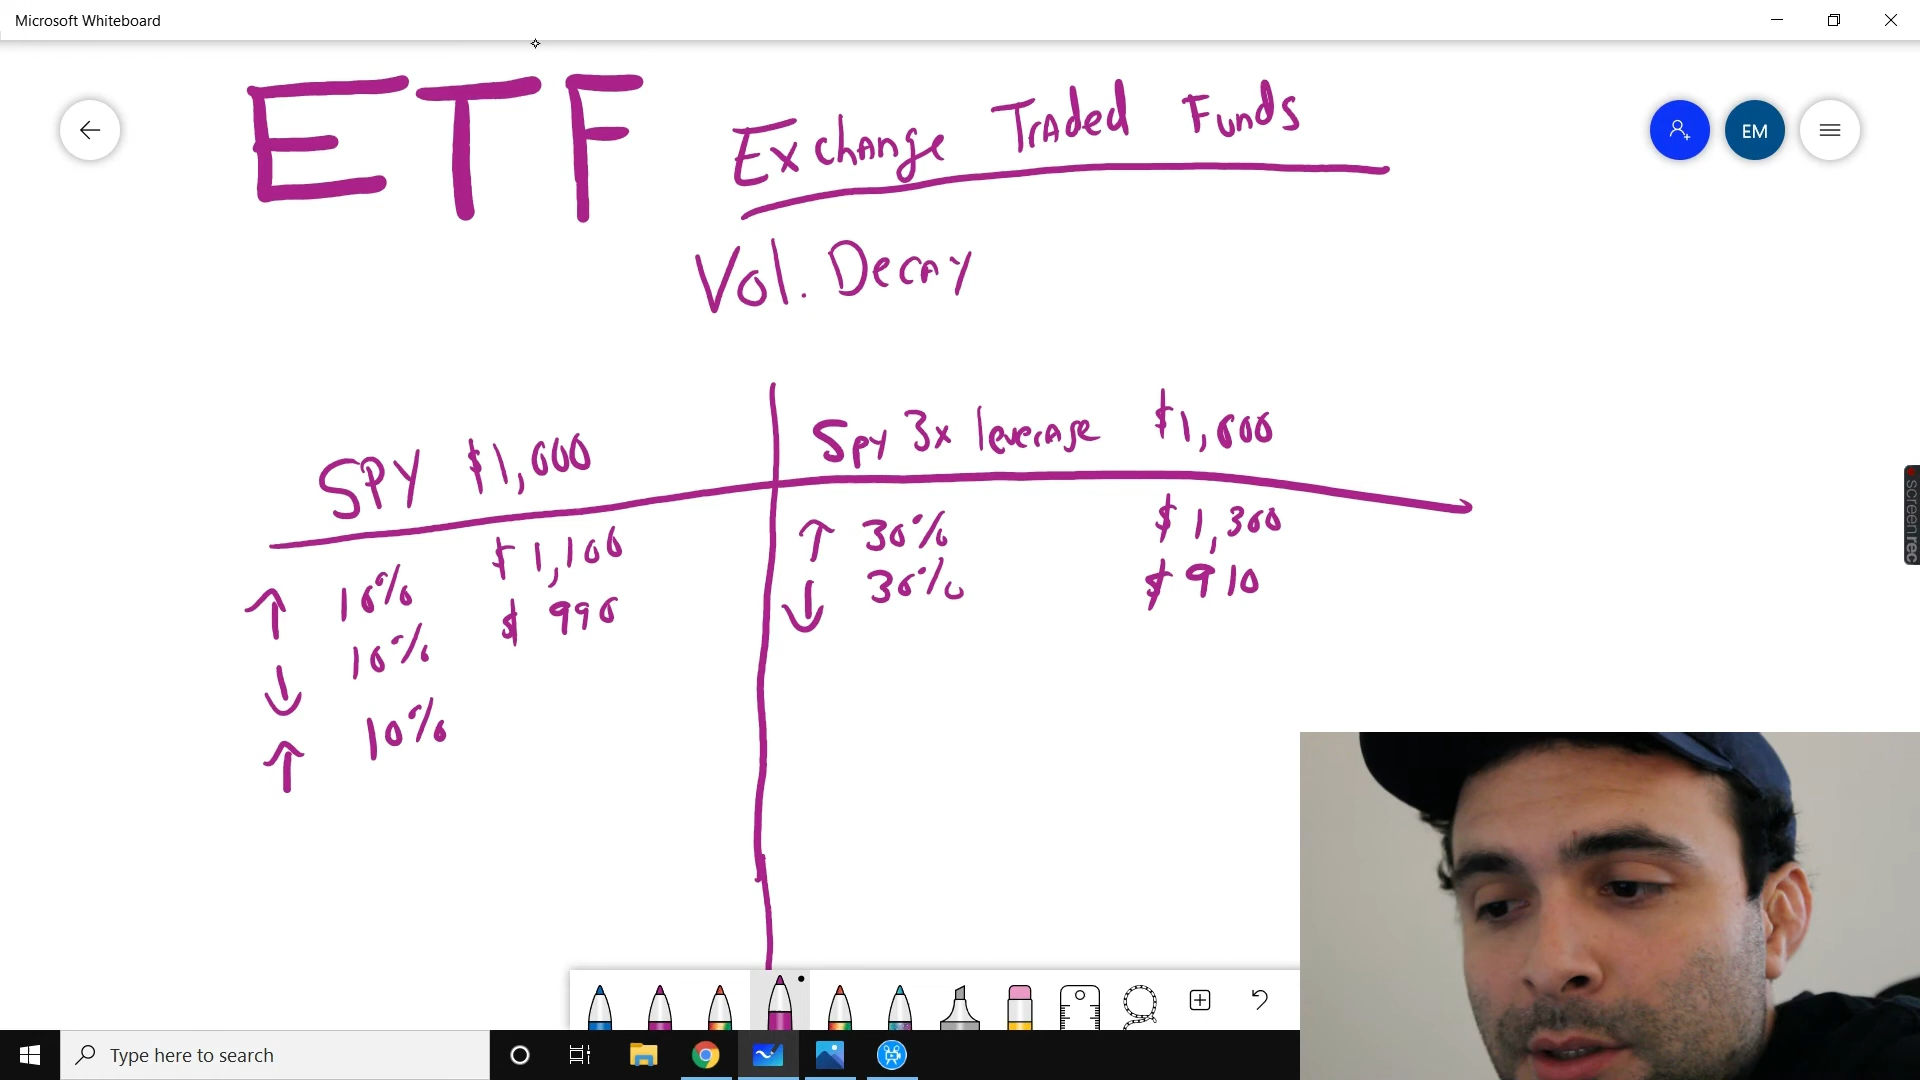 Microsoft Whiteboard
ETF Exchange Traded Funds
EM
Vol. Decay
SPY $1,000
Spy 3x leverage $1,000
↑ 10% $1,100
↓ 10% $ 990
↑ 10%
↑ 30% $1,300
↓ 30% $910
screenrec
Type here to search